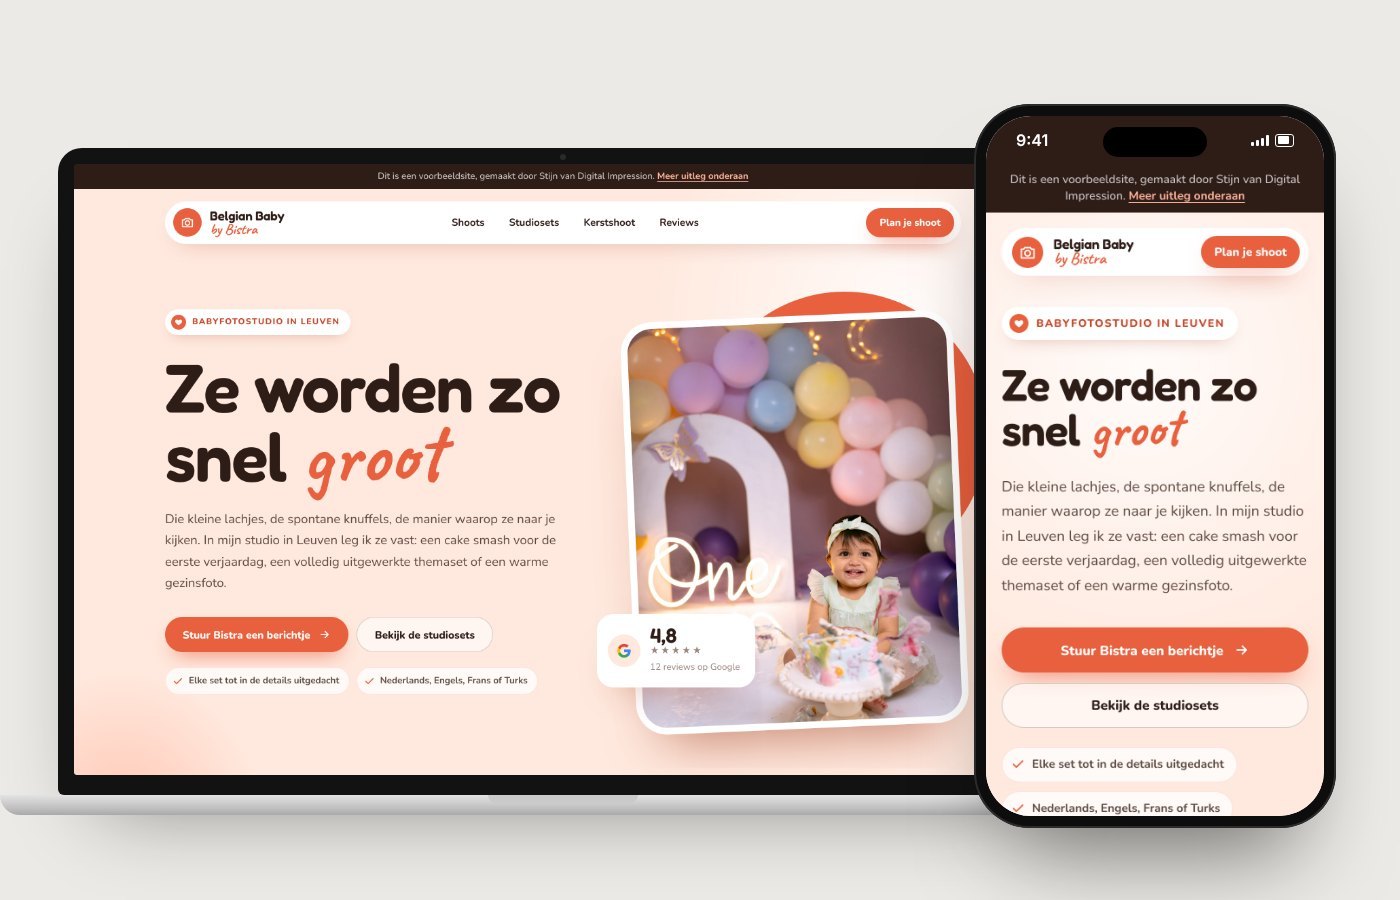 Dit is een voorbeeldsite, gemaakt door Stijn van Digital Impression. Meer uitleg onderaan
Belgian Baby
by Bistra
Shoots
Studiosets
Kerstshoot
Reviews
Plan je shoot
BABYFOTOSTUDIO IN LEUVEN
Ze worden zo
snel groot
Die kleine lachjes, de spontane knuffels, de manier waarop ze naar je
kijken. In mijn studio in Leuven leg ik ze vast: een cake smash voor de
eerste verjaardag, een volledig uitgewerkte themaset of een warme
gezinsfoto.
Stuur Bistra een berichtje
Bekijk de studiosets
Elke set tot in de details uitgedacht
Nederlands, Engels, Frans of Turks
One
4,8
12 reviews op Google
9:41
Dit is een voorbeeldsite, gemaakt door Stijn van Digital
Impression. Meer uitleg onderaan
Belgian Baby
by Bistra
Plan je shoot
BABYFOTOSTUDIO IN LEUVEN
Ze worden zo
snel groot
Die kleine lachjes, de spontane knuffels, de
manier waarop ze naar je kijken. In mijn studio
in Leuven leg ik ze vast: een cake smash voor
de eerste verjaardag, een volledig uitgewerkte
themaset of een warme gezinsfoto.
Stuur Bistra een berichtje
Bekijk de studiosets
Elke set tot in de details uitgedacht
Nederlands, Engels, Frans of Turks